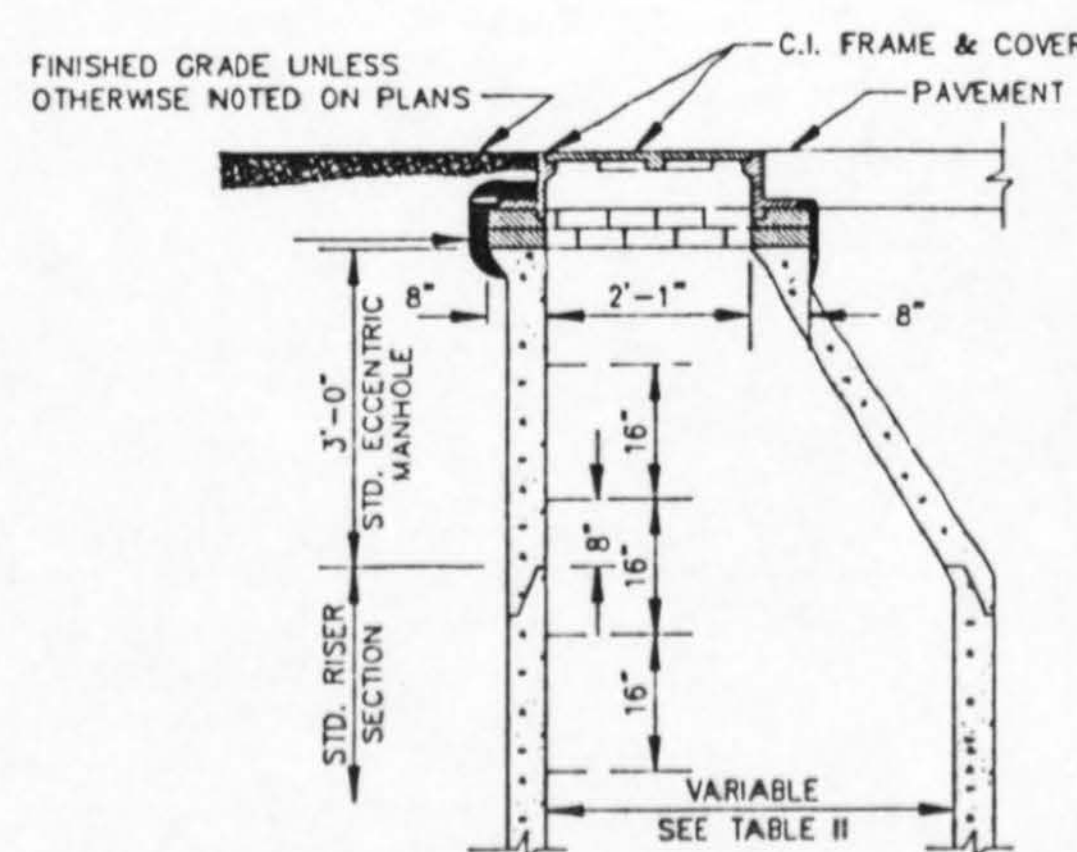 FINISHED GRADE UNLESS
OTHERWISE NOTED ON PLANS
C.I. FRAME & COVER
PAVEMENT
8"
2'-1"
8"
3'-0"
STD. ECCENTRIC
MANHOLE
16"
8"
16"
16"
STD. RISER
SECTION
VARIABLE
SEE TABLE II